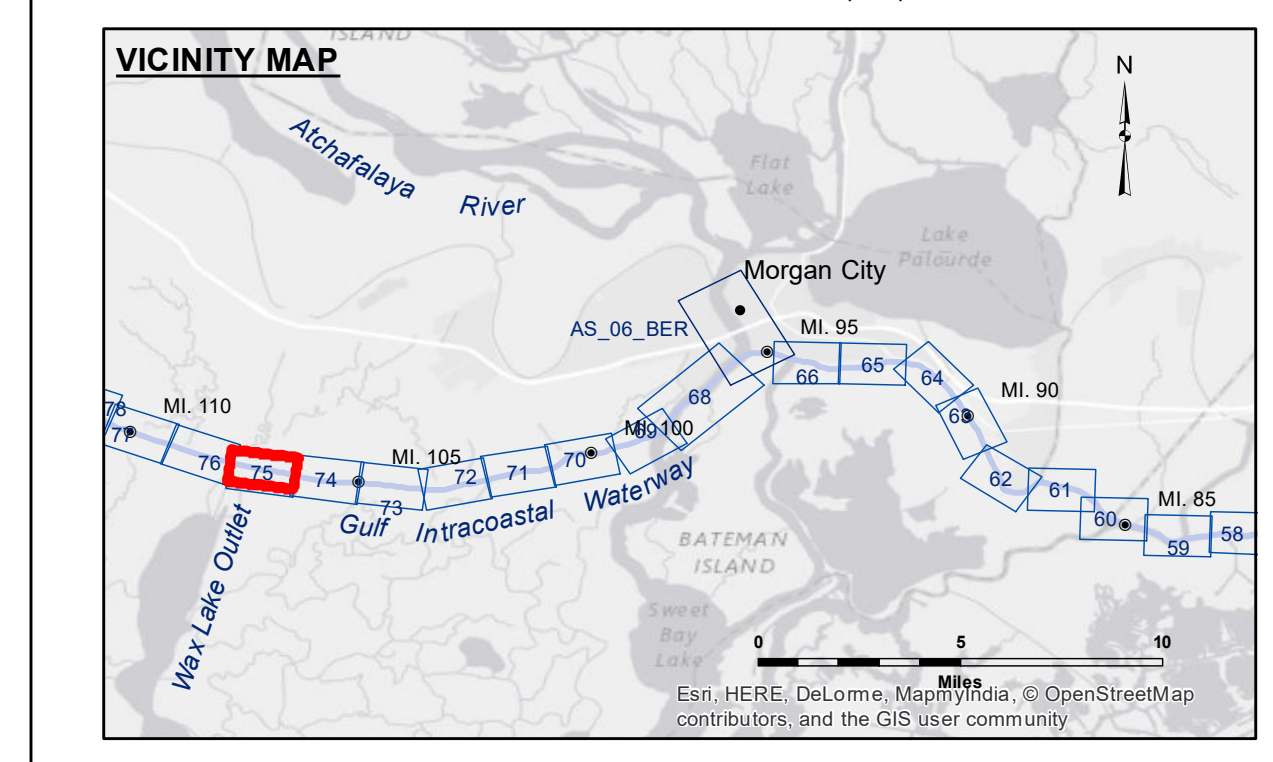 ISLAND
VICINITY MAP
N
Atchafalaya
River
Flat
Lake
Lake
Palourde
Morgan City
AS_06_BER
MI. 95
66
65
64
68
MI. 90
63
78
77
MI. 110
69
MI. 100
76
75
74
MI. 105
73
72
71
70
62
61
60
MI. 85
59
58
Gulf Intracoastal Waterway
Wax Lake Outlet
BATEMAN
ISLAND
Sweet
Bay
Lake
0 5 10
Miles
Esri, HERE, DeLorme, MapmyIndia, © OpenStreetMap
contributors, and the GIS user community